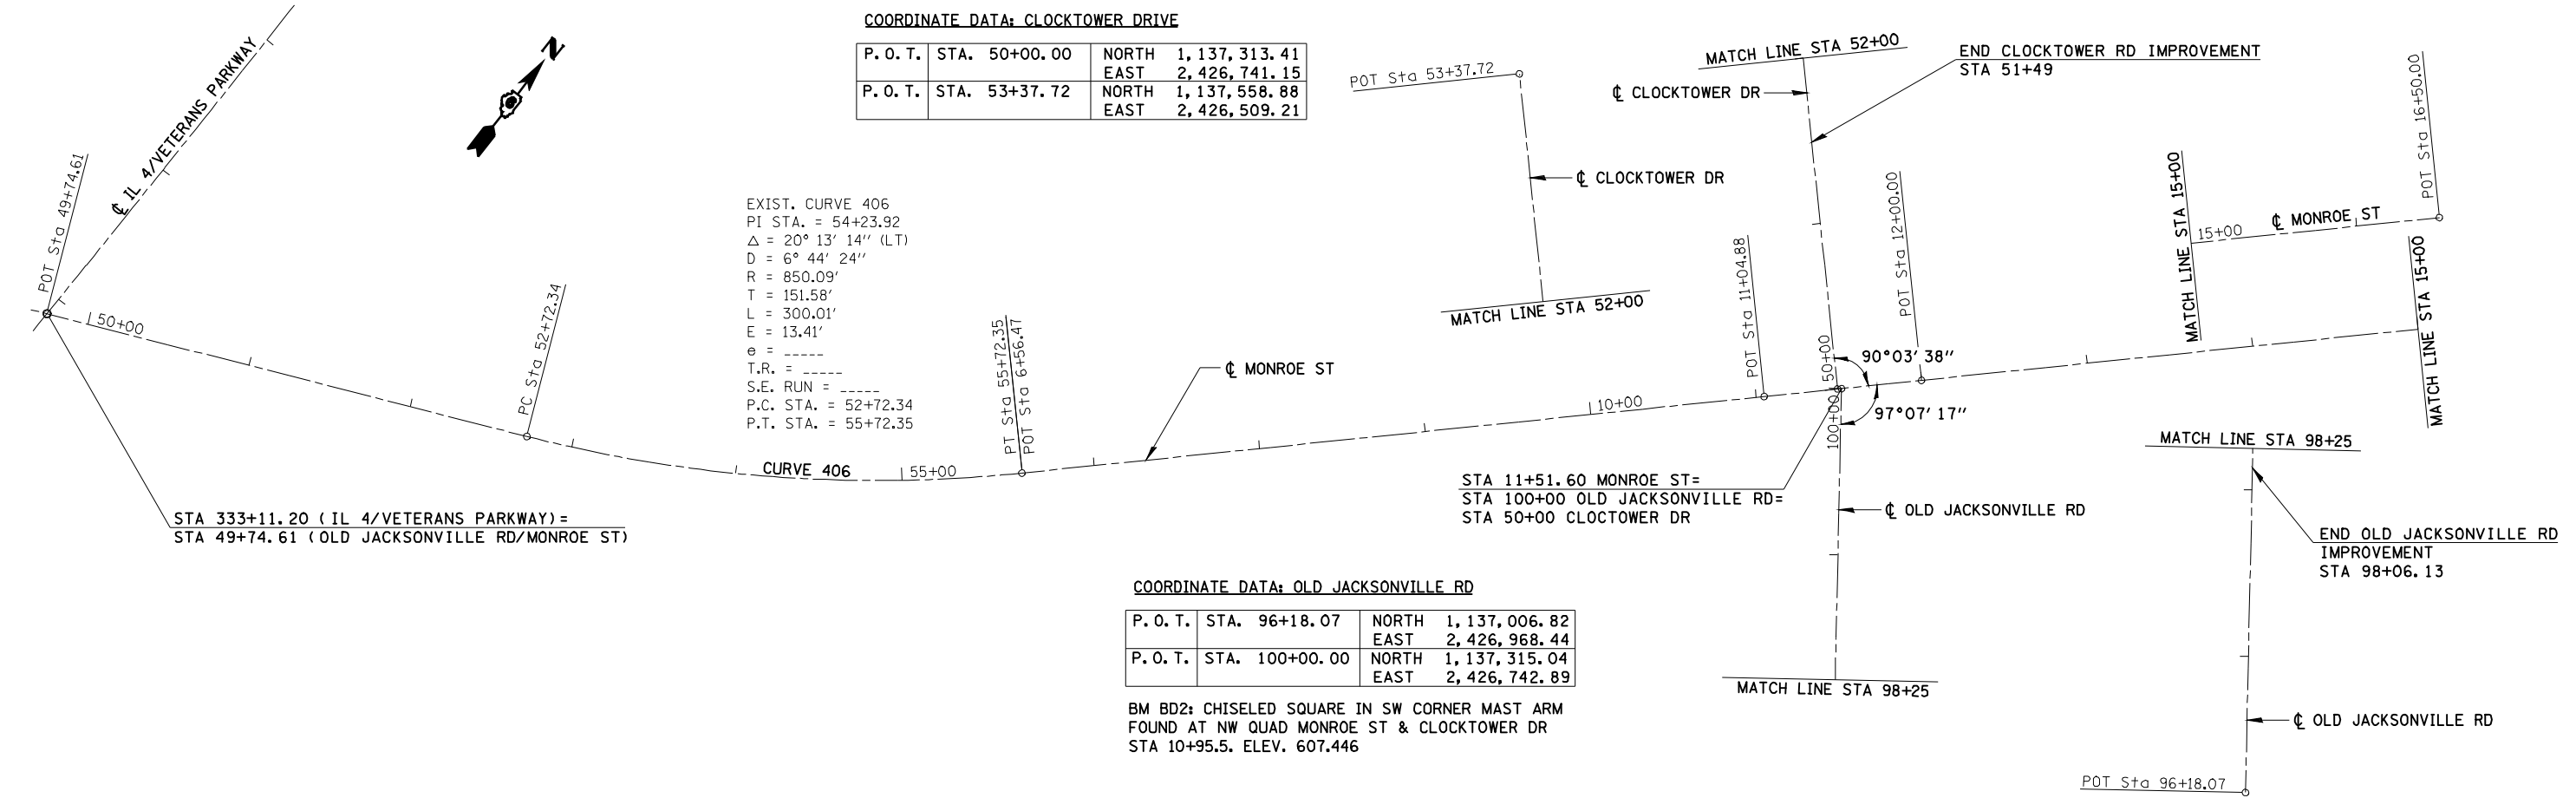 COORDINATE DATA: CLOCKTOWER DRIVE
P.O.T. STA. 50+00.00 NORTH 1,137,313.41
EAST 2,426,741.15
P.O.T. STA. 53+37.72 NORTH 1,137,558.88
EAST 2,426,509.21
N
℄ IL 4/VETERANS PARKWAY
POT Sta 49+74.61
50+00
PC Sta 52+72.34
EXIST. CURVE 406
PI STA. = 54+23.92
△ = 20° 13' 14" (LT)
D = 6° 44' 24"
R = 850.09'
T = 151.58'
L = 300.01'
E = 13.41'
e = _____
T.R. = _____
S.E. RUN = _____
P.C. STA. = 52+72.34
P.T. STA. = 55+72.35
CURVE 406
55+00
PT Sta 55+72.35
POT Sta 6+56.47
℄ MONROE ST
STA 333+11.20 (IL 4/VETERANS PARKWAY)=
STA 49+74.61 (OLD JACKSONVILLE RD/MONROE ST)
POT Sta 53+37.72
℄ CLOCKTOWER DR
MATCH LINE STA 52+00
MATCH LINE STA 52+00
℄ CLOCKTOWER DR
END CLOCKTOWER RD IMPROVEMENT
STA 51+49
10+00
POT Sta 11+04.88
50+00
100+00
90°03'38"
97°07'17"
POT Sta 12+00.00
STA 11+51.60 MONROE ST=
STA 100+00 OLD JACKSONVILLE RD=
STA 50+00 CLOCTOWER DR
℄ OLD JACKSONVILLE RD
MATCH LINE STA 98+25
MATCH LINE STA 15+00
15+00
℄ MONROE ST
POT Sta 16+50.00
MATCH LINE STA 15+00
MATCH LINE STA 98+25
END OLD JACKSONVILLE RD
IMPROVEMENT
STA 98+06.13
℄ OLD JACKSONVILLE RD
POT Sta 96+18.07
COORDINATE DATA: OLD JACKSONVILLE RD
P.O.T. STA. 96+18.07 NORTH 1,137,006.82
EAST 2,426,968.44
P.O.T. STA. 100+00.00 NORTH 1,137,315.04
EAST 2,426,742.89
BM BD2: CHISELED SQUARE IN SW CORNER MAST ARM
FOUND AT NW QUAD MONROE ST & CLOCKTOWER DR
STA 10+95.5. ELEV. 607.446